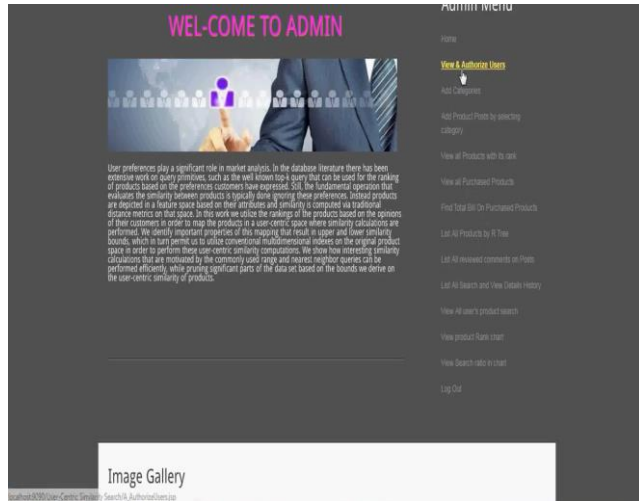 WEL-COME TO ADMIN
User preferences play a significant role in market analysis. In the database literature there has been
extensive work on query primitives, such as the well known top-k query that can be used for the ranking
of products based on the preferences customers have expressed. Still, the fundamental operation that
evaluates the similarity between products is typically done ignoring these preferences. Instead products
are depicted in a feature space based on their attributes and similarity is computed via traditional
distance metrics on that space. In this work we utilize the rankings of the products based on the opinions
of their customers in order to map the products in a user-centric space where similarity calculations are
performed. We identify important properties of this mapping that result in upper and lower similarity
bounds, which in turn permit us to utilize conventional multidimensional indexes on the original product
space in order to perform these user-centric similarity computations. We show how interesting similarity
calculations that are motivated by the commonly used range and nearest neighbor queries can be
performed efficiently, while pruning significant parts of the data set based on the bounds we derive on
the user-centric similarity of products.
Admin Menu
Home
View & Authorize Users
Add Categories
Add Product Posts by selecting
category
View all Products with its rank
View all Purchased Products
Find Total Bill On Purchased Products
List All Products by R Tree
List All reviewed comments on Posts
List All Search and View Details History
View All user's product search
View product Rank chart
View Search ratio in chart
Log Out
Image Gallery
localhost:9090/User-Centric Similarity Search/A_AuthorizeUsers.jsp